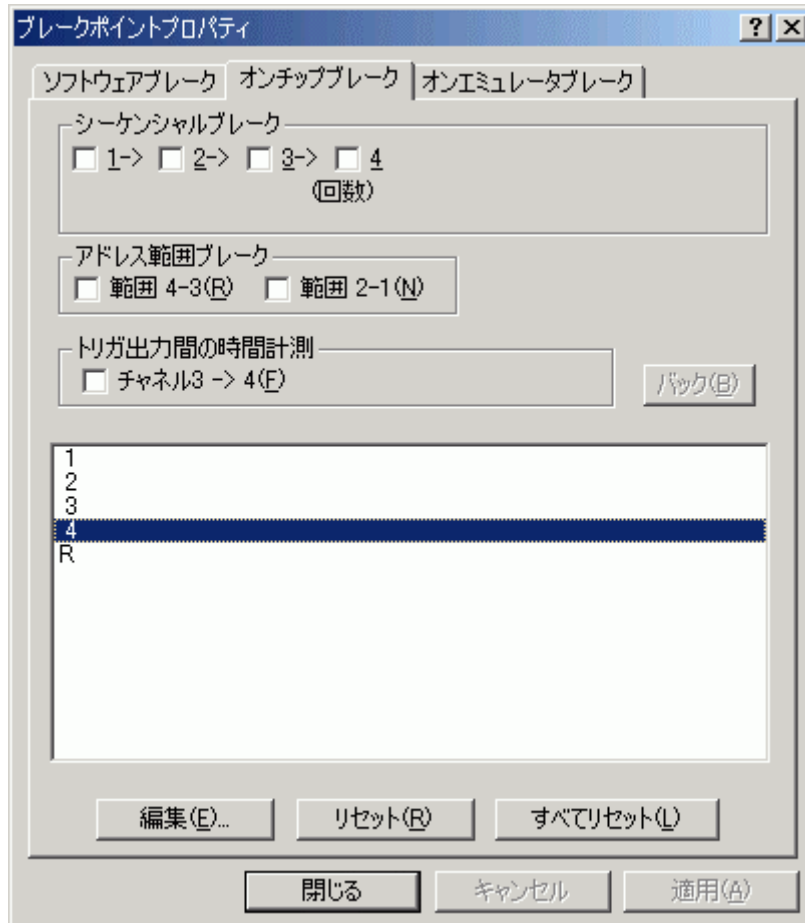 ブレークポイントプロパティ
ソフトウェアブレーク オンチップブレーク オンエミュレータブレーク
シーケンシャルブレーク
1-> 2-> 3-> 4
(回数)
アドレス範囲ブレーク
範囲 4-3(R) 範囲 2-1(N)
トリガ出力間の時間計測
チャネル3 -> 4(F)
バック(B)
1
2
3
4
R
編集(E)... リセット(R) すべてリセット(L)
閉じる キャンセル 適用(A)